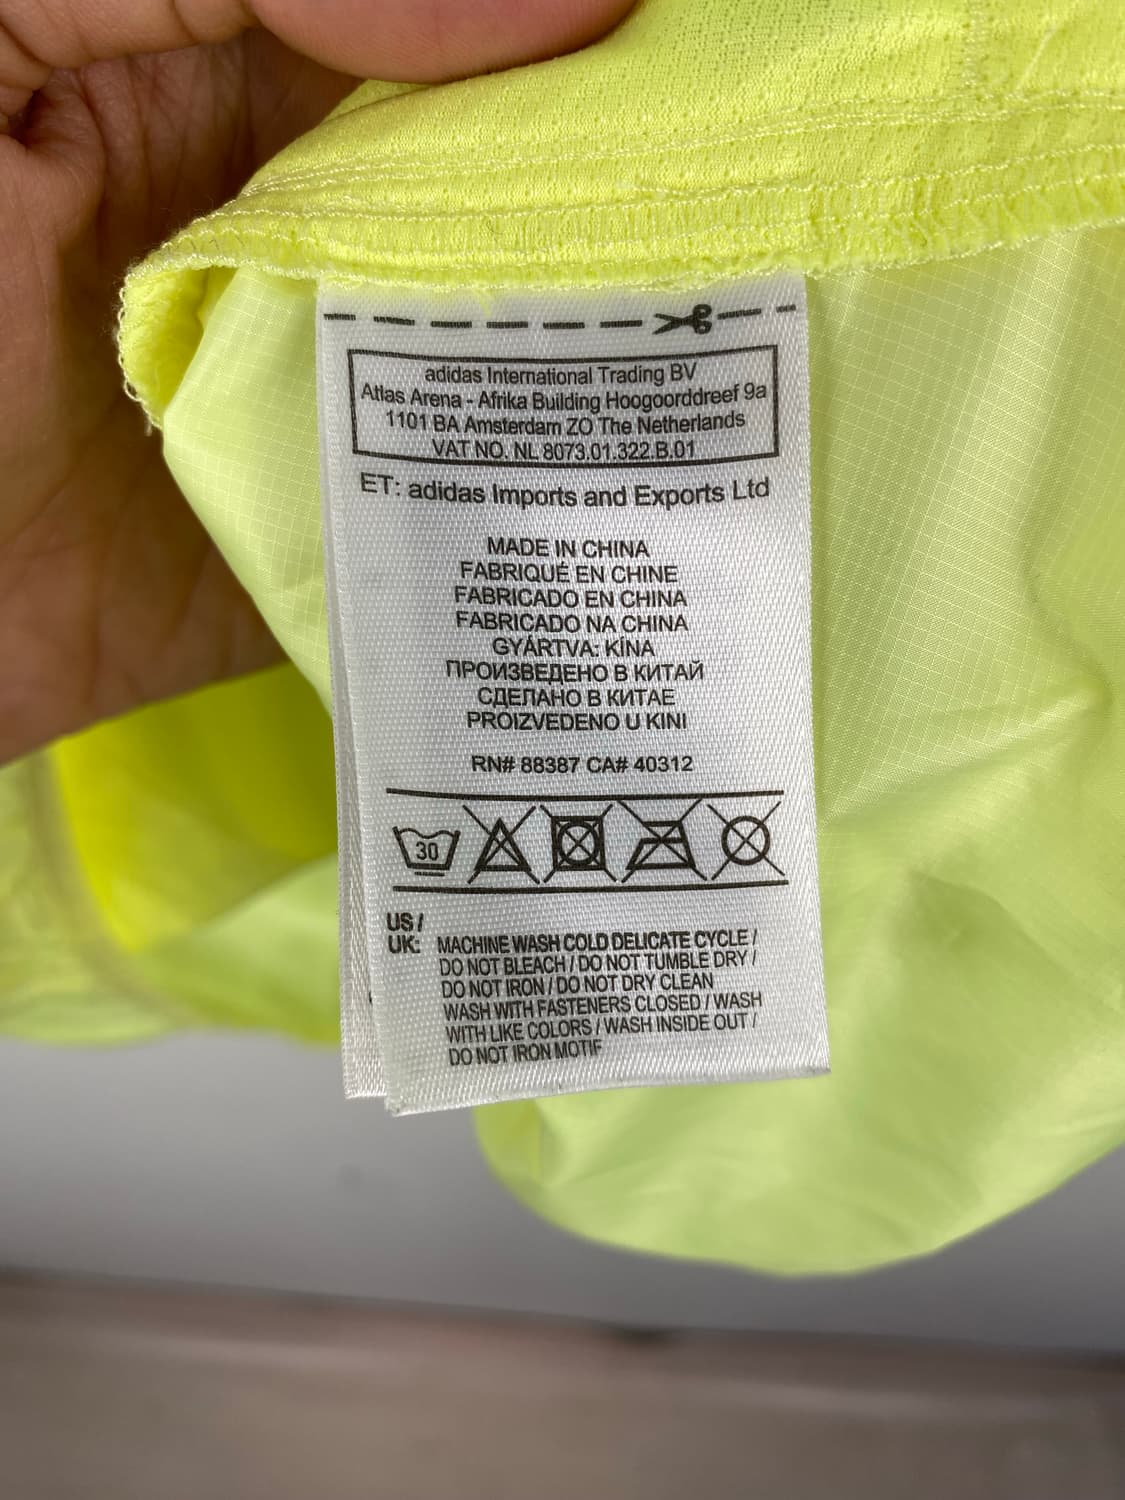 adidas International Trading BV
Atlas Arena - Afrika Building Hoogoorddreef 9a
1101 BA Amsterdam ZO The Netherlands
VAT NO. NL 8073.01.322.B.01
ET: adidas Imports and Exports Ltd
MADE IN CHINA
FABRIQUÉ EN CHINE
FABRICADO EN CHINA
FABRICADO NA CHINA
GYÁRTVA: KÍNA
ПРОИЗВЕДЕНО В КИТАЙ
СДЕЛАНО В КИТАЕ
PROIZVEDENO U KINI
RN# 88387 CA# 40312
30
US /
UK: MACHINE WASH COLD DELICATE CYCLE /
DO NOT BLEACH / DO NOT TUMBLE DRY /
DO NOT IRON / DO NOT DRY CLEAN
WASH WITH FASTENERS CLOSED / WASH
WITH LIKE COLORS / WASH INSIDE OUT /
DO NOT IRON MOTIF